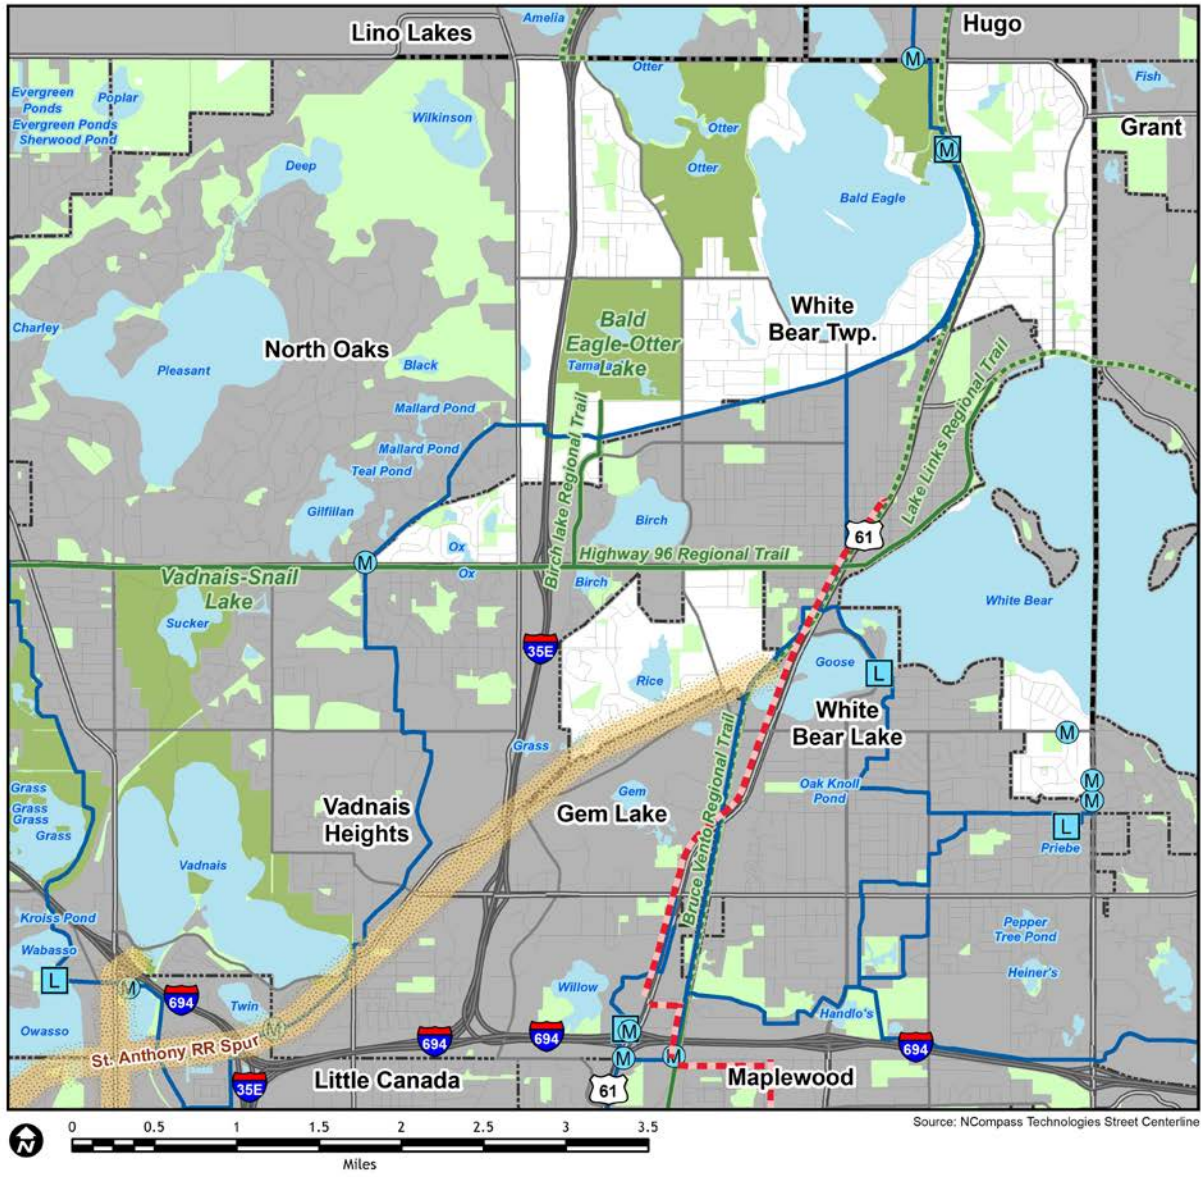 Amelia
Lino Lakes
Hugo
Otter
M
Fish
Evergreen
Ponds
Poplar
Evergreen Ponds
Sherwood Pond
Wilkinson
Otter
Grant
Deep
Otter
M
Bald Eagle
Charley
Pleasant
North Oaks
Black
Bald
Eagle-Otter
Lake
White
Bear Twp.
Mallard Pond
Mallard Pond
Teal Pond
Gilfillan
Birch lake Regional Trail
Lake Links Regional Trail
Birch
61
Ox
Ox
M
Highway 96 Regional Trail
Birch
Vadnais-Snail
Lake
Sucker
White Bear
35E
Goose
L
Rice
White
Bear Lake
Grass
M
Bruce Vento Regional Trail
Oak Knoll
Pond
M
M
L
Priebe
Gem
Gem Lake
Vadnais
Heights
Grass
Grass
Grass
Grass
Vadnais
Kroiss Pond
Wabasso
L
M
694
Twin
M
Owasso
St. Anthony RR Spur
Pepper
Tree Pond
Heiner's
Willow
Handlo's
M
694
694
694
M
M
35E
Little Canada
61
Maplewood
N
0 0.5 1 1.5 2 2.5 3 3.5
Miles
Source: NCompass Technologies Street Centerline